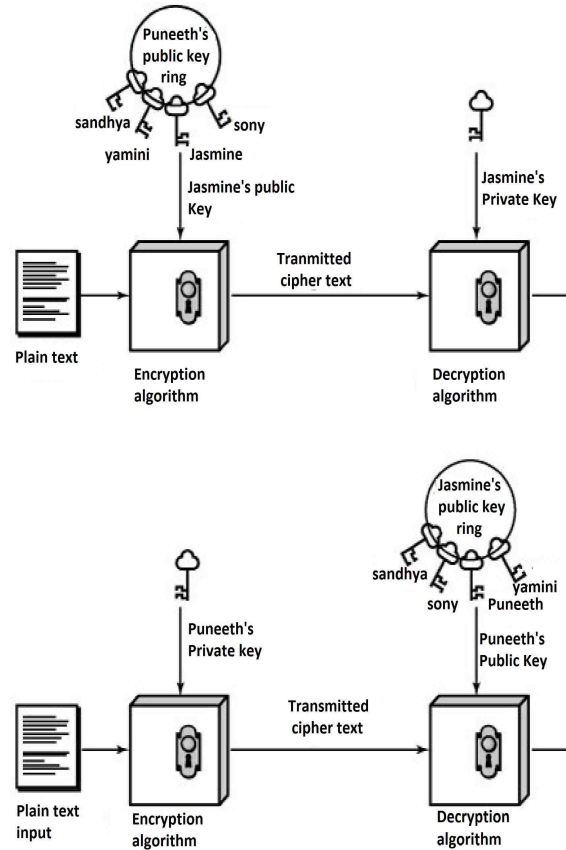 Puneeth's
public key
ring
sandhya
yamini
Jasmine
sony
Jasmine's public
Key
Jasmine's
Private Key
Tranmitted
cipher text
Plain text
Encryption
algorithm
Decryption
algorithm
Jasmine's
public key
ring
sandhya
sony
Puneeth
yamini
Puneeth's
Private key
Puneeth's
Public Key
Transmitted
cipher text
Plain text
input
Encryption
algorithm
Decryption
algorithm